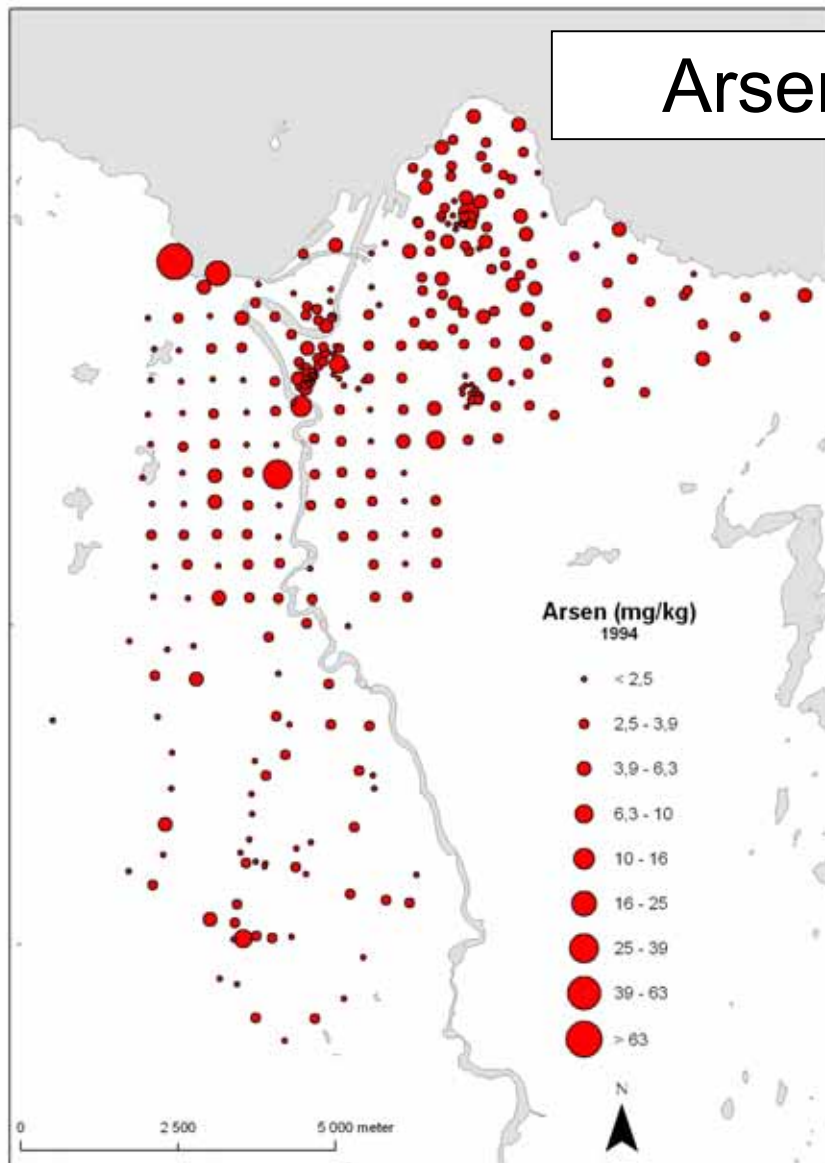 Arsen
Arsen (mg/kg)
1994
< 2,5
2,5 - 3,9
3,9 - 6,3
6,3 - 10
10 - 16
16 - 25
25 - 39
39 - 63
> 63
N
0 2 500 5 000 meter